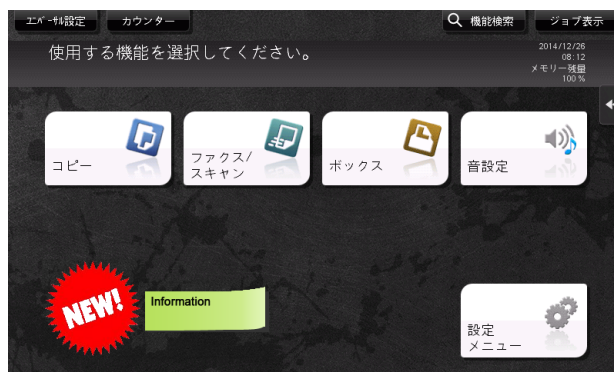 ユニバーサル設定
カウンター
機能検索
ジョブ表示
使用する機能を選択してください。
2014/12/26
08:12
メモリー残量
100 %
コピー
ファクス/
スキャン
ボックス
音設定
NEW!
Information
設定
メニュー